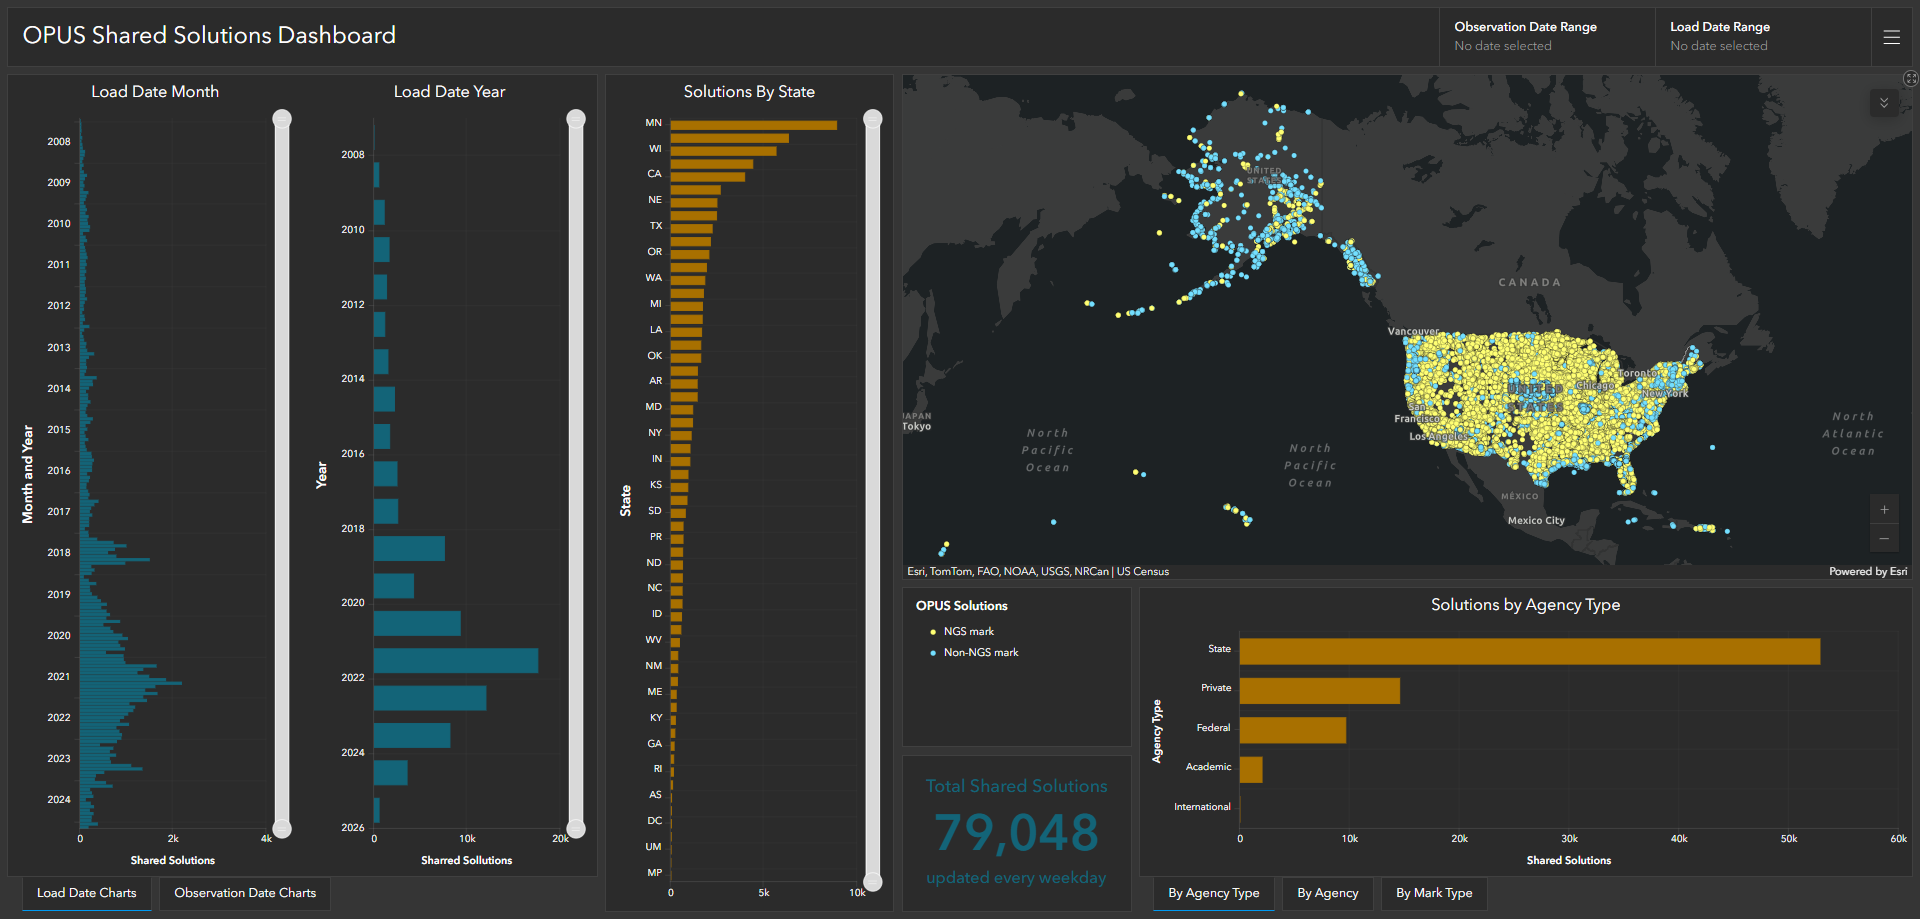 OPUS Shared Solutions Dashboard
Observation Date Range
No date selected
Load Date Range
No date selected
Load Date Month
Month and Year
2008
2009
2010
2011
2012
2013
2014
2015
2016
2017
2018
2019
2020
2021
2022
2023
2024
0
2k
4k
Shared Solutions
Load Date Year
Year
2008
2010
2012
2014
2016
2018
2020
2022
2024
2026
0
10k
20k
Sharred Sollutions
Load Date Charts
Observation Date Charts
Solutions By State
State
MN
WI
CA
NE
TX
OR
WA
MI
LA
OK
AR
MD
NY
IN
KS
SD
PR
ND
NC
ID
WV
NM
ME
KY
GA
RI
AS
DC
UM
MP
0
5k
10k
UNITED
STATES
CANADA
Vancouver
Toronto
Chicago
New York
UNITED
STATES
San
Francisco
Los Angeles
MÉXICO
Mexico City
JAPAN
Tokyo
North
Pacific
Ocean
North
Pacific
Ocean
North
Atlantic
Ocean
+
−
Esri, TomTom, FAO, NOAA, USGS, NRCan | US Census
Powered by Esri
OPUS Solutions
NGS mark
Non-NGS mark
Total Shared Solutions
79,048
updated every weekday
Solutions by Agency Type
Agency Type
State
Private
Federal
Academic
International
0
10k
20k
30k
40k
50k
60k
Shared Solutions
By Agency Type
By Agency
By Mark Type